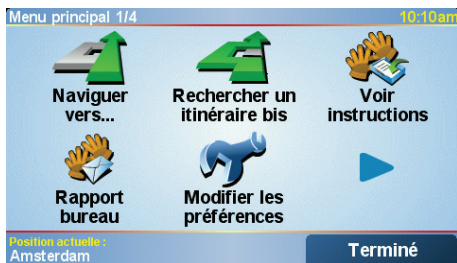 Menu principal 1/4
10:10am
Naviguer
vers...
Rechercher un
itinéraire bis
Voir
instructions
Rapport
bureau
Modifier les
préférences
Position actuelle :
Amsterdam
Terminé